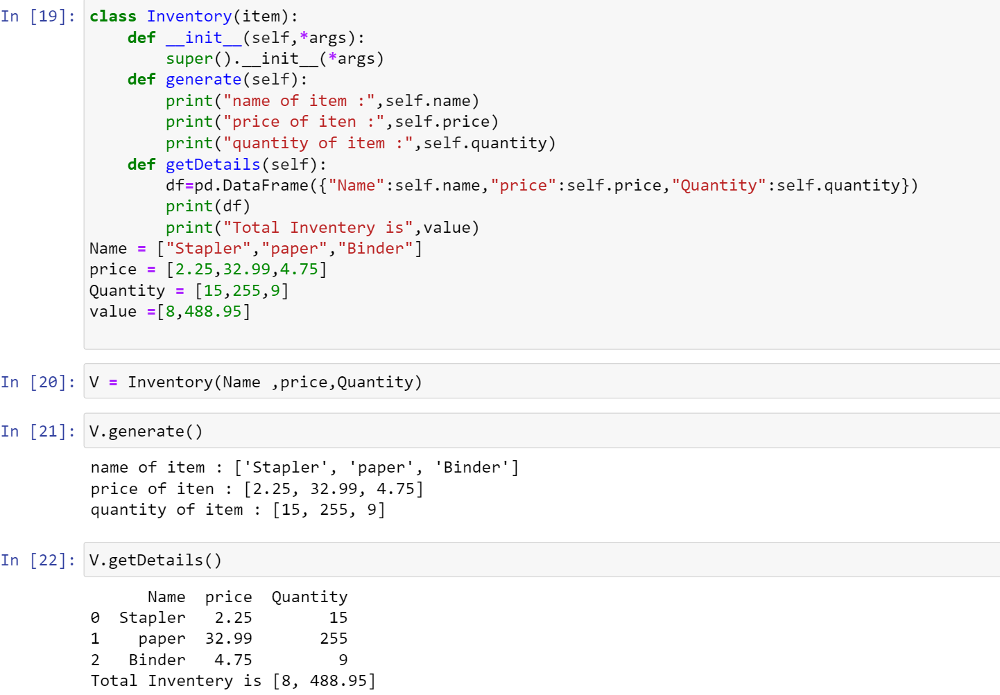 In [19]: class Inventory(item):
    def __init__(self,*args):
        super().__init__(*args)
    def generate(self):
        print("name of item :",self.name)
        print("price of iten :",self.price)
        print("quantity of item :",self.quantity)
    def getDetails(self):
        df=pd.DataFrame({"Name":self.name,"price":self.price,"Quantity":self.quantity})
        print(df)
        print("Total Inventery is",value)
Name = ["Stapler","paper","Binder"]
price = [2.25,32.99,4.75]
Quantity = [15,255,9]
value =[8,488.95]
In [20]: V = Inventory(Name ,price,Quantity)
In [21]: V.generate()
name of item : ['Stapler', 'paper', 'Binder']
price of iten : [2.25, 32.99, 4.75]
quantity of item : [15, 255, 9]
In [22]: V.getDetails()
      Name  price  Quantity
0  Stapler   2.25        15
1    paper  32.99       255
2   Binder   4.75         9
Total Inventery is [8, 488.95]